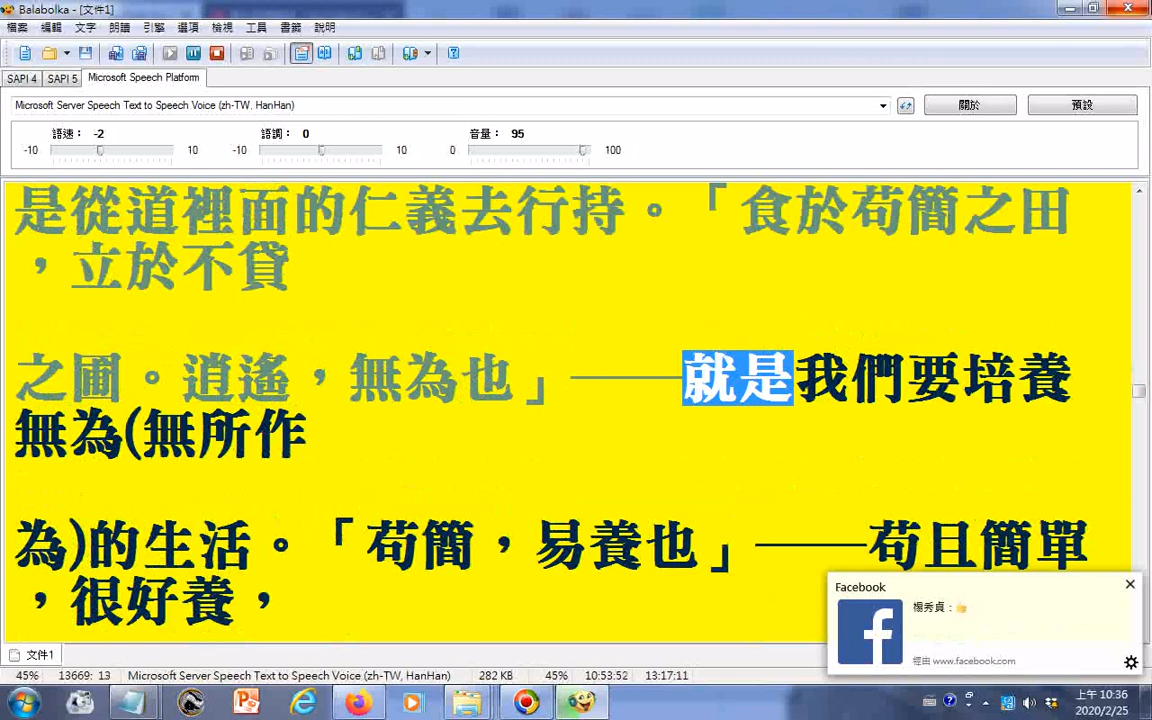 Balabolka - [文件1]
檔案 編輯 文字 朗讀 引擎 選項 檢視 工具 書籤 說明
SAPI 4 SAPI 5 Microsoft Speech Platform
Microsoft Server Speech Text to Speech Voice (zh-TW, HanHan) 關於 預設
語速： -2 語調： 0 音量： 95
-10 10 -10 10 0 100
是從道裡面的仁義去行持。「食於苟簡之田
，立於不貸
之圃。逍遙，無為也」——就是我們要培養
無為(無所作
為)的生活。「苟簡，易養也」——苟且簡單
，很好養，
Facebook
楊秀貞：👍
經由 www.facebook.com
文件1
45% 13669: 13 Microsoft Server Speech Text to Speech Voice (zh-TW, HanHan) 282 KB 45% 10:53:52 13:17:11
上午 10:36
2020/2/25